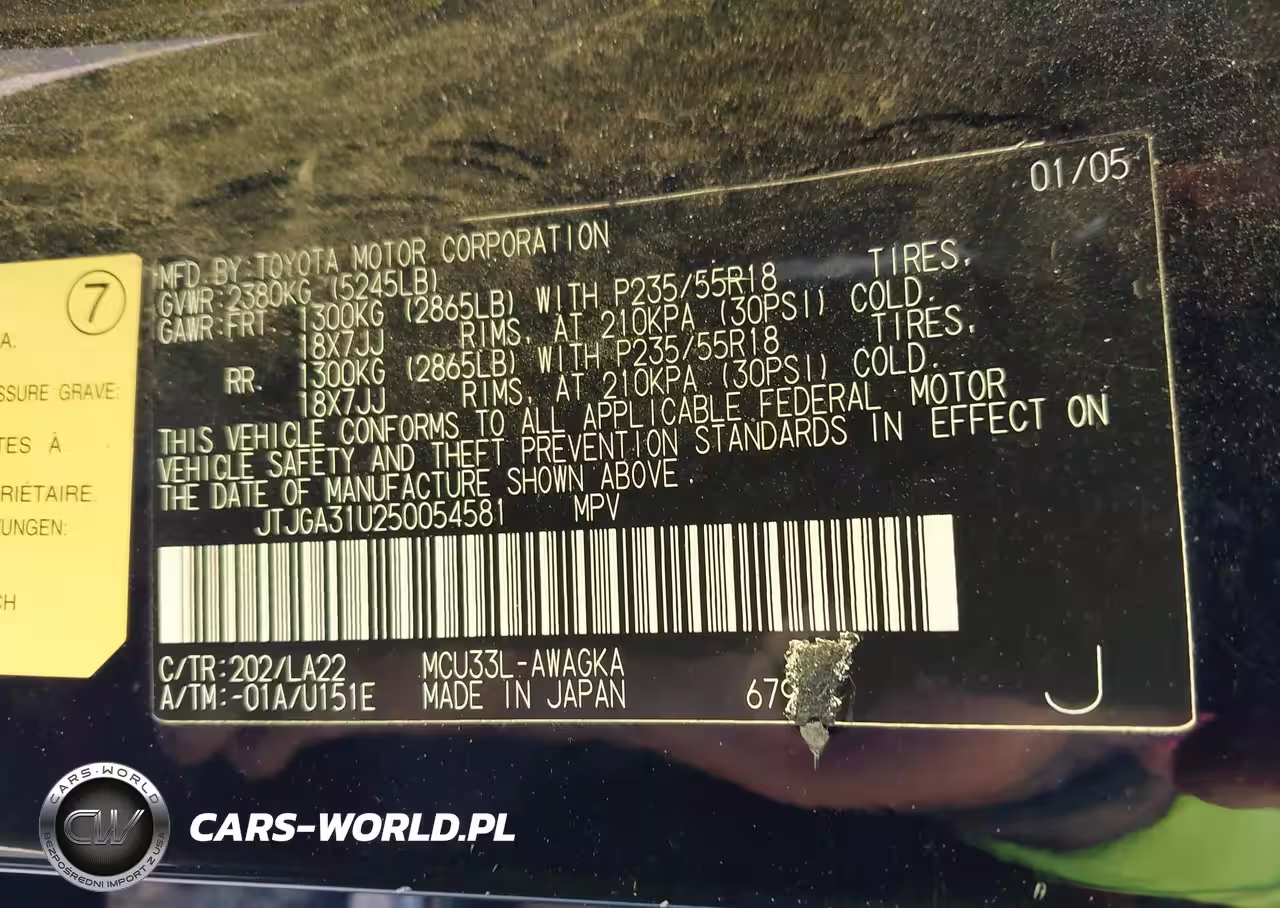 01/05
MFD.BY:TOYOTA MOTOR CORPORATION
GVWR:2380KG (5245LB)
GAWR:FRT. 1300KG (2865LB) WITH P235/55R18 TIRES,
18X7JJ RIMS, AT 210KPA (30PSI) COLD.
RR. 1300KG (2865LB) WITH P235/55R18 TIRES,
18X7JJ RIMS, AT 210KPA (30PSI) COLD.
THIS VEHICLE CONFORMS TO ALL APPLICABLE FEDERAL MOTOR
VEHICLE SAFETY AND THEFT PREVENTION STANDARDS IN EFFECT ON
THE DATE OF MANUFACTURE SHOWN ABOVE.
JTJGA31U250054581 MPV
C/TR:202/LA22 MCU33L-AWAGKA
A/TM:-01A/U151E MADE IN JAPAN 679 J
7
A.
SSURE GRAVE:
TES À
RIÉTAIRE.
UNGEN:
CH
CARS-WORLD
CW
BEZPOŚREDNI IMPORT Z USA
CARS-WORLD.PL